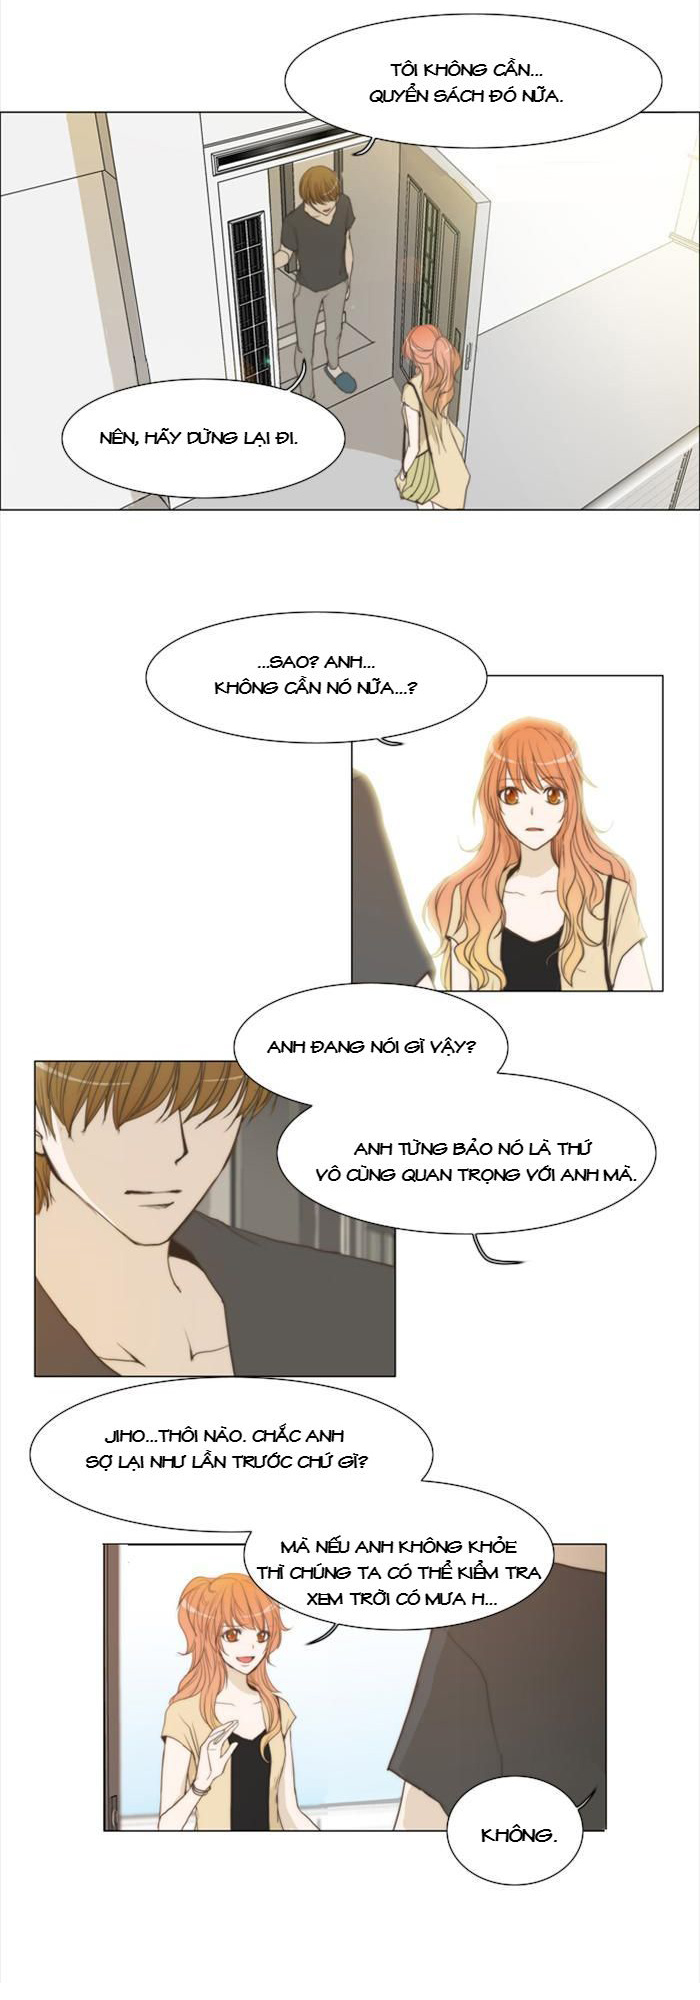 TÔI KHÔNG CẦN...
QUYỂN SÁCH ĐÓ NỮA.
NÊN, HÃY DỪNG LẠI ĐI.
...SAO? ANH...
KHÔNG CẦN NÓ NỮA...?
ANH ĐANG NÓI GÌ VẬY?
ANH TỪNG BẢO NÓ LÀ THỨ
VÔ CÙNG QUAN TRỌNG VỚI ANH MÀ.
JIHO...THÔI NÀO. CHẮC ANH
SỢ LẠI NHƯ LẦN TRƯỚC CHỨ GÌ?
MÀ NẾU ANH KHÔNG KHỎE
THÌ CHÚNG TA CÓ THỂ KIỂM TRA
XEM TRỜI CÓ MƯA H...
KHÔNG.